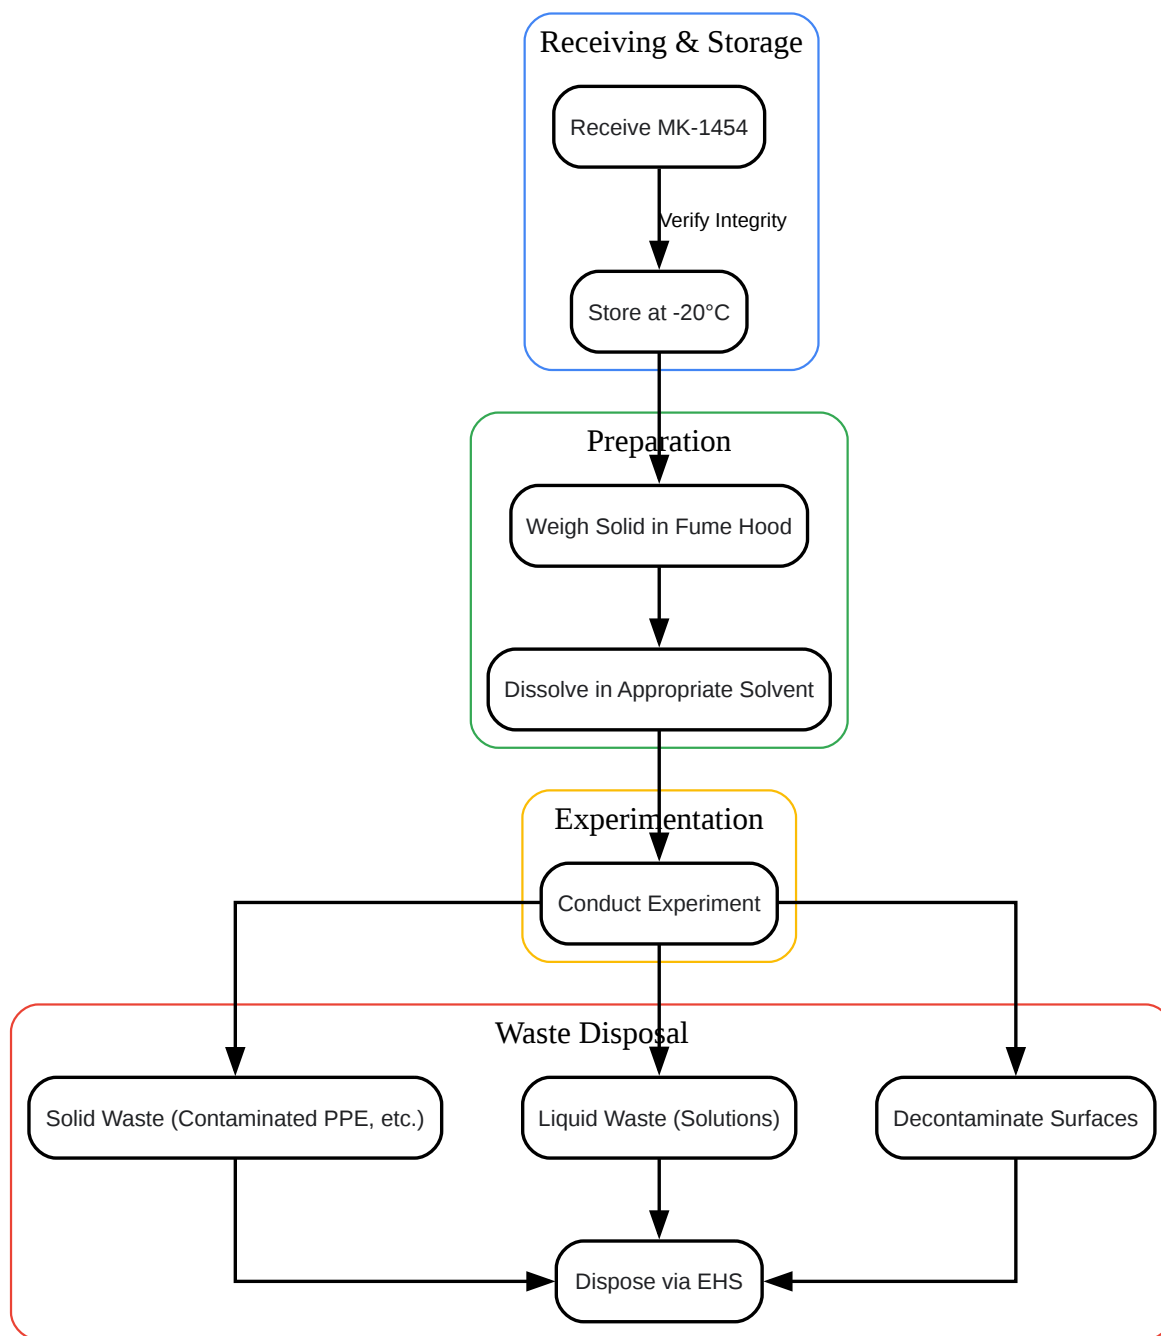 Receiving & Storage
Receive MK-1454
Verify Integrity
Store at -20°C
Preparation
Weigh Solid in Fume Hood
Dissolve in Appropriate Solvent
Experimentation
Conduct Experiment
Waste Disposal
Solid Waste (Contaminated PPE, etc.)
Liquid Waste (Solutions)
Decontaminate Surfaces
Dispose via EHS